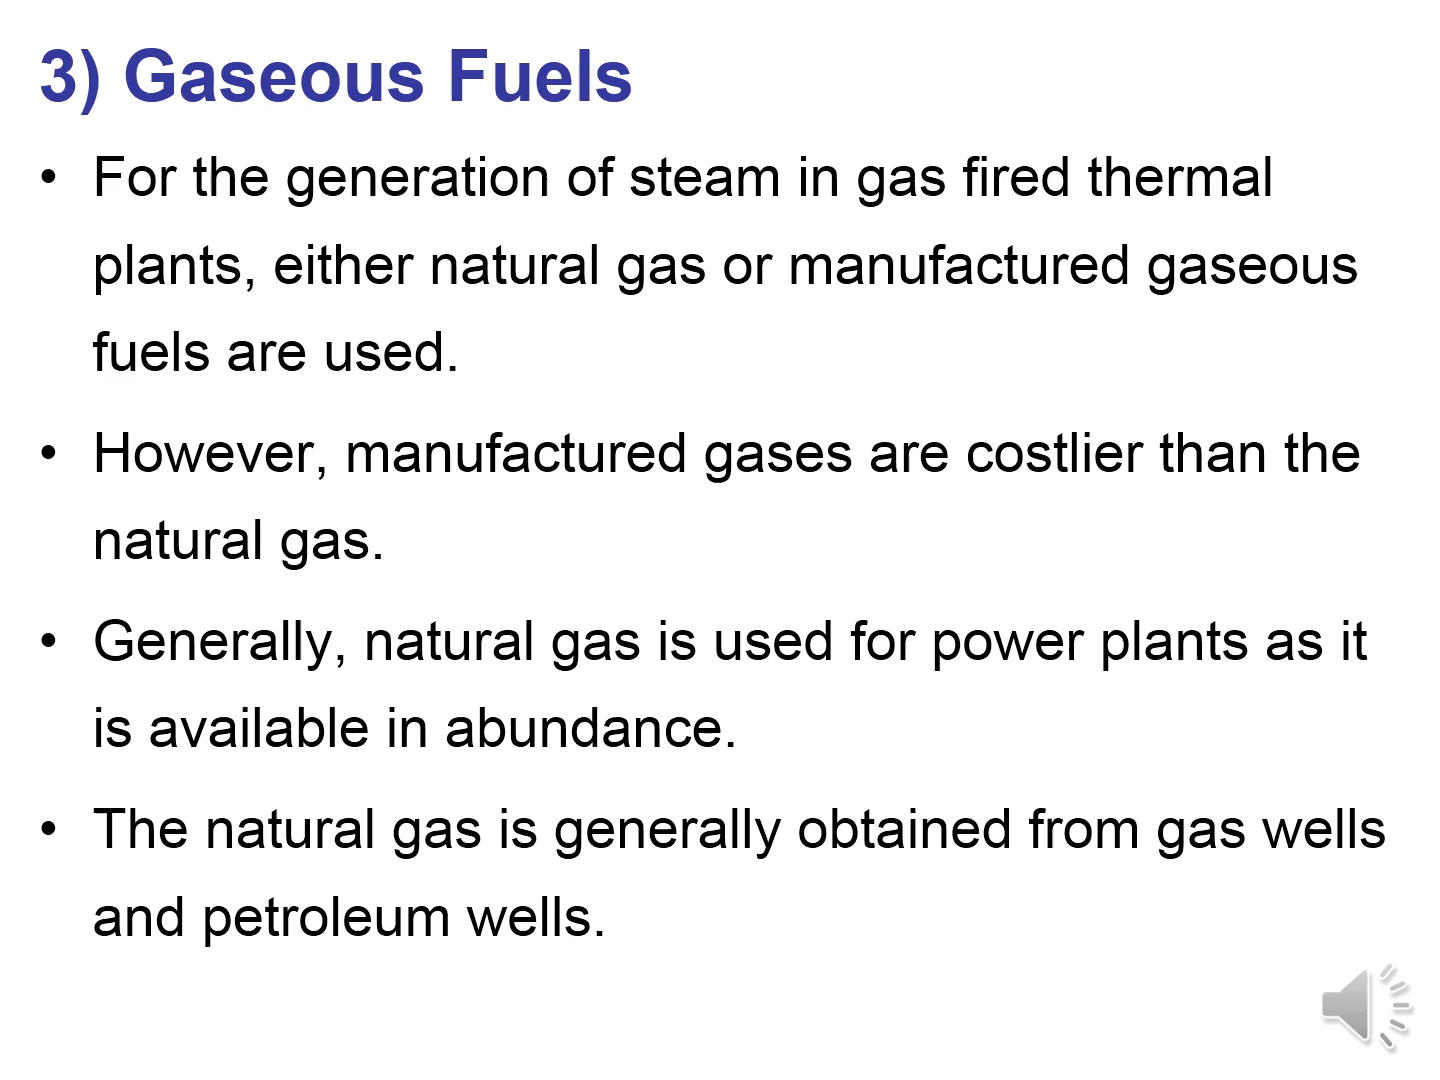 3) Gaseous Fuels
• For the generation of steam in gas fired thermal
plants, either natural gas or manufactured gaseous
fuels are used.
• However, manufactured gases are costlier than the
natural gas.
• Generally, natural gas is used for power plants as it
is available in abundance.
• The natural gas is generally obtained from gas wells
and petroleum wells.